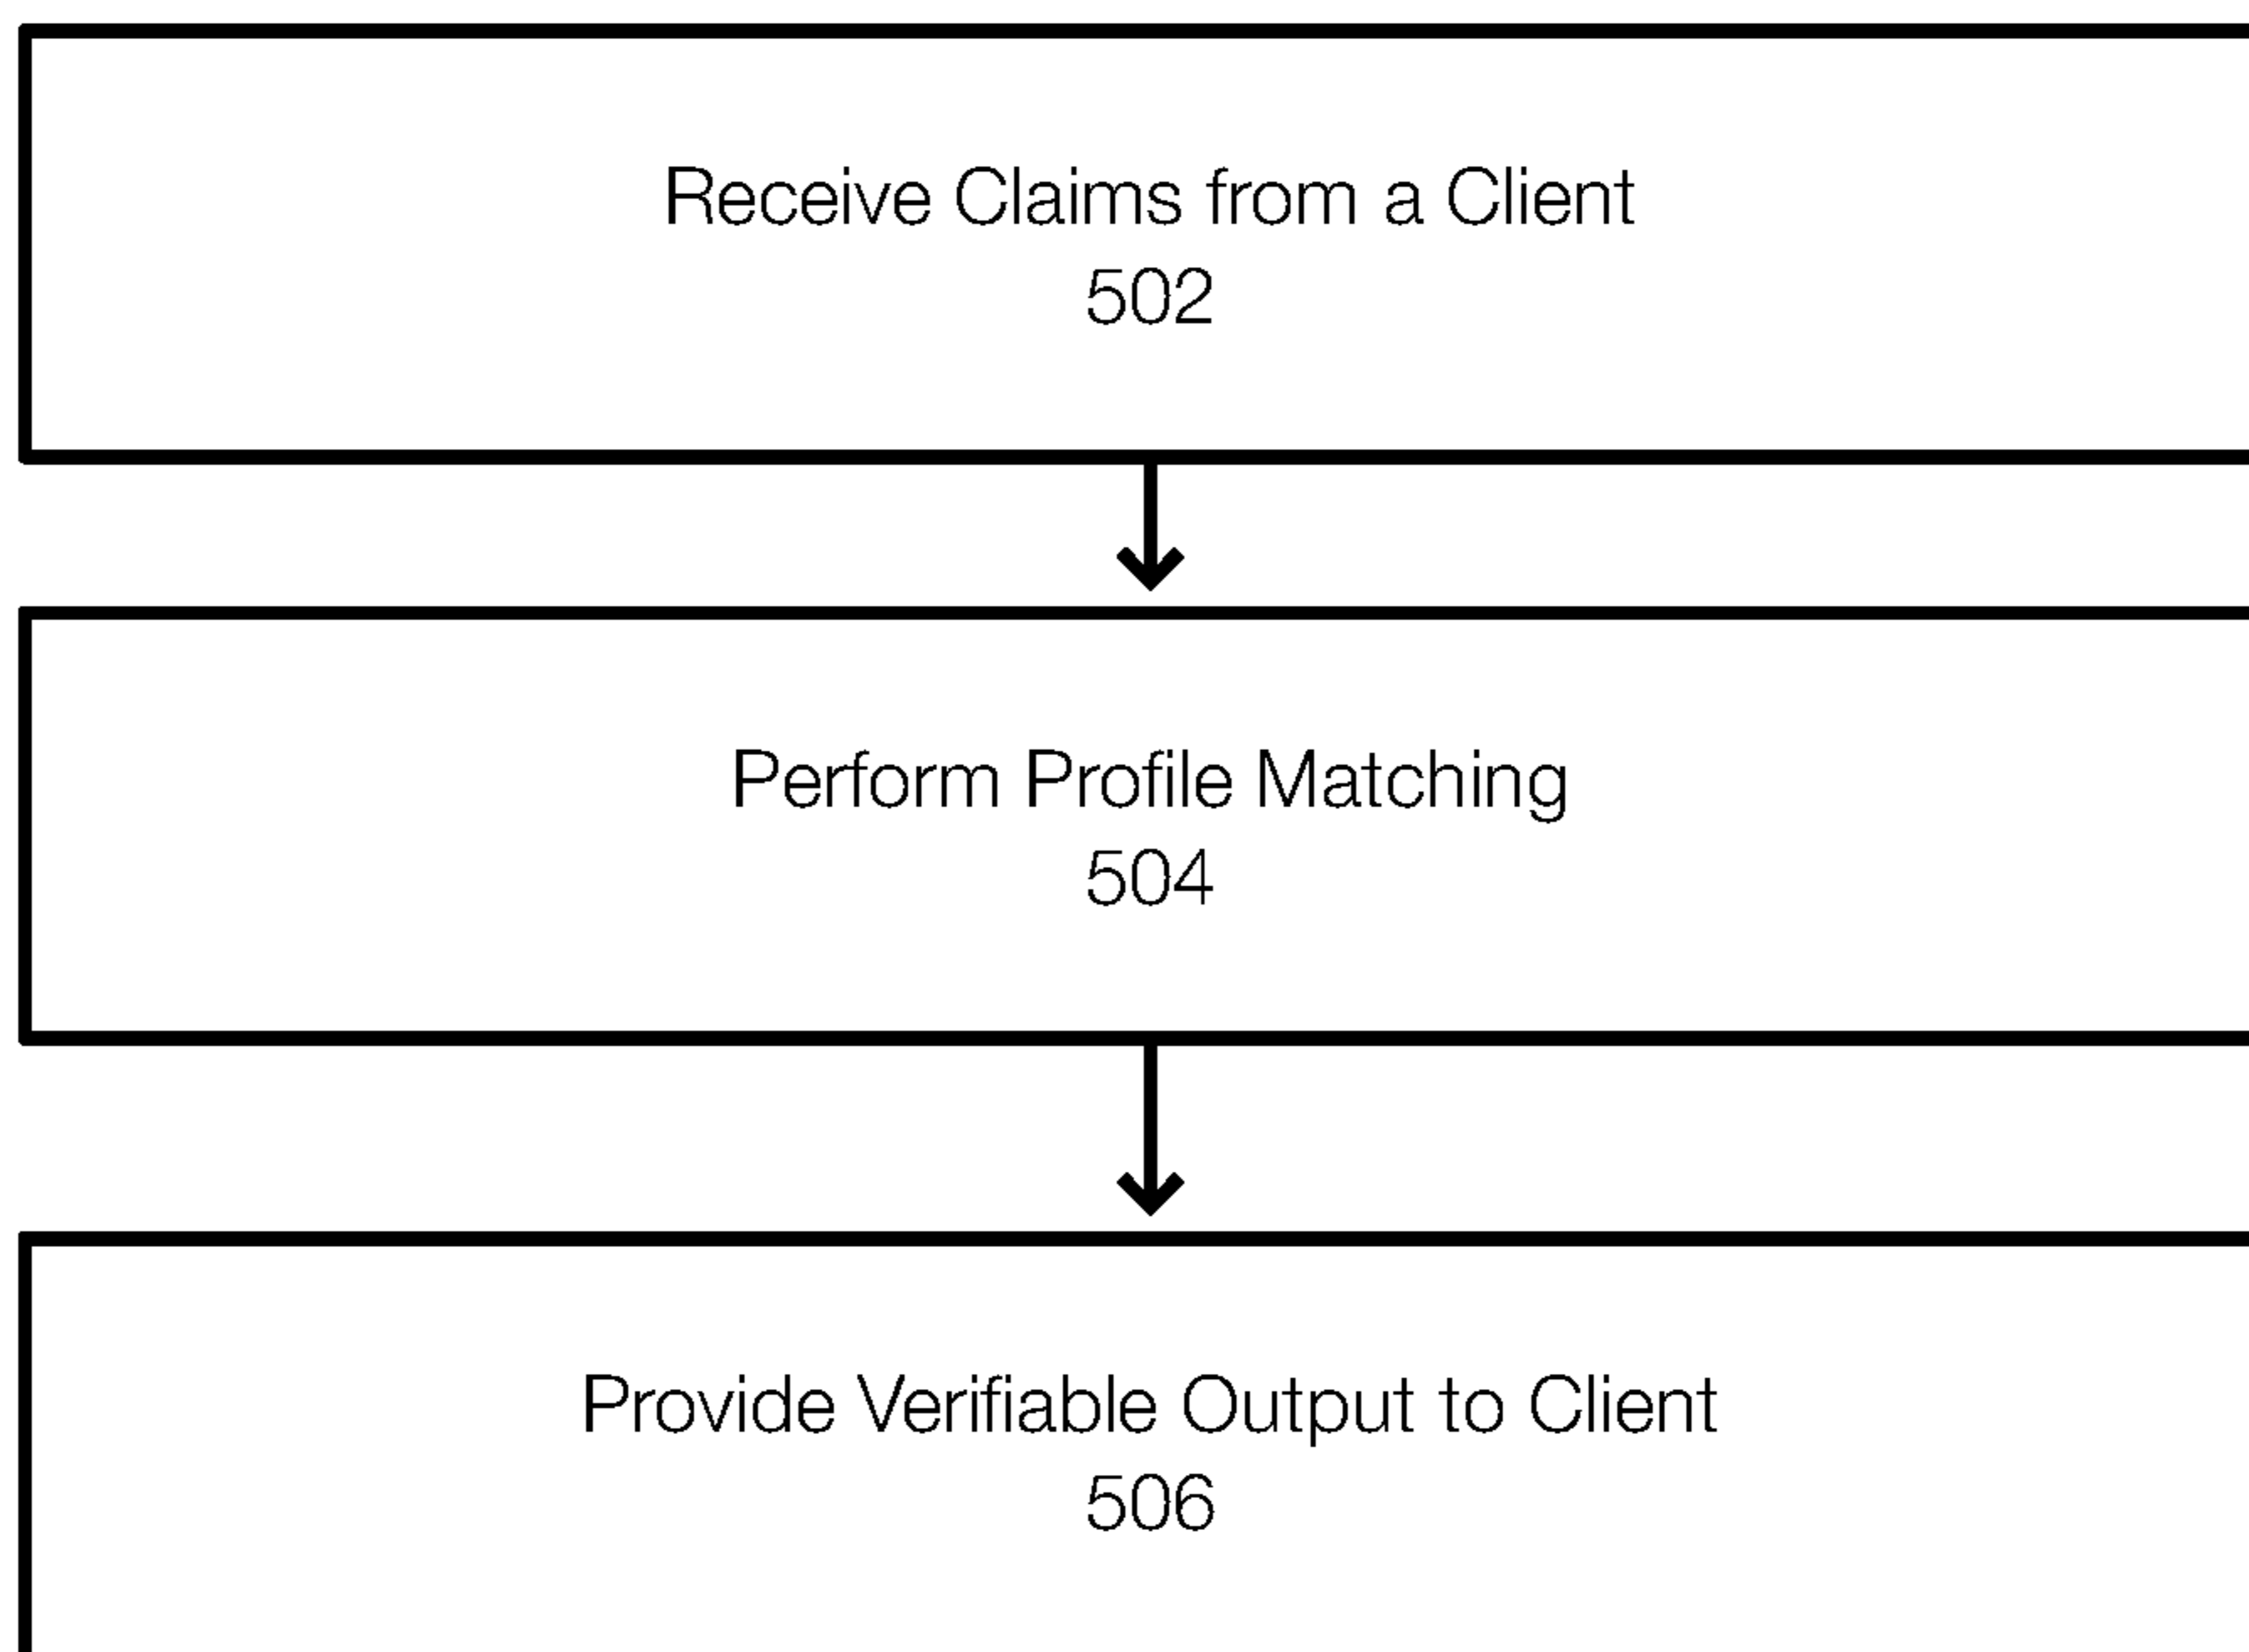 Receive Claims from a Client
502
Perform Profile Matching
504
Provide Verifiable Output to Client
506